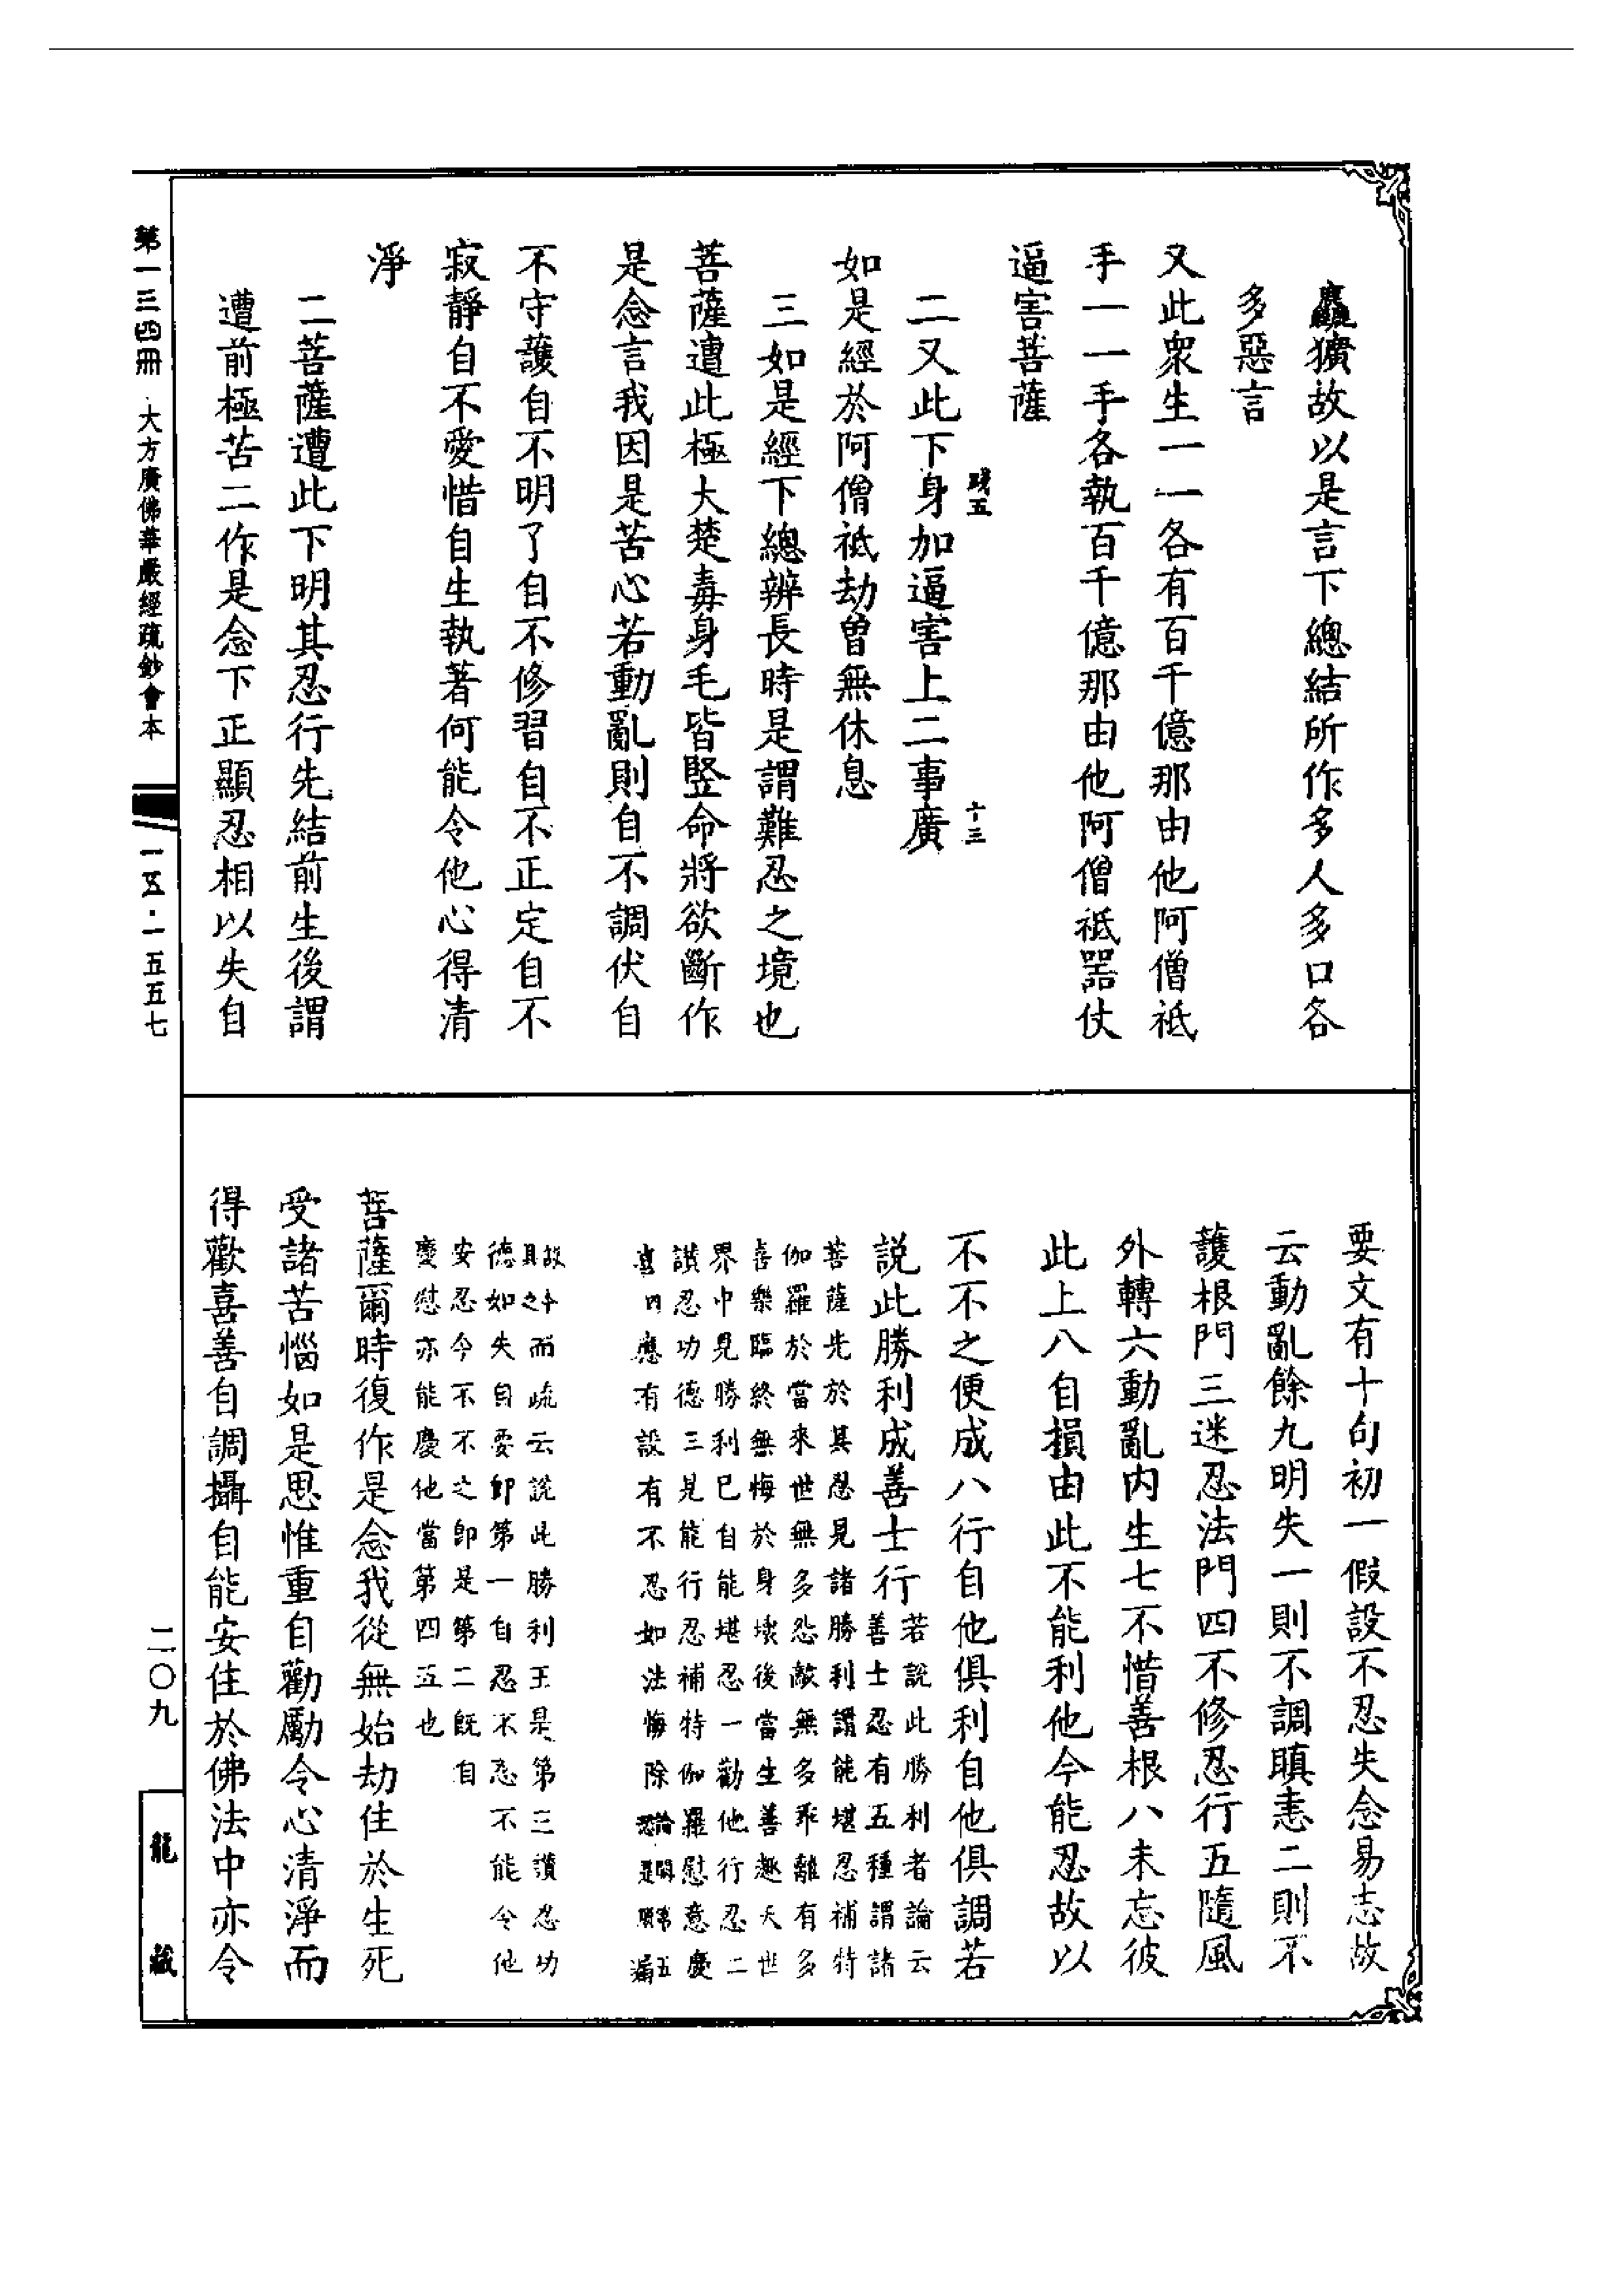 麤獷故以是言下總結所作多人多口各
多惡言
又此衆生一一各有百千億那由他阿僧祇
手一一手各執百千億那由他阿僧祇器仗
逼害菩薩
踐五
十三
二又此下身加逼害上二事廣
如是經於阿僧祇劫曾無休息
三如是經下總辨長時是謂難忍之境也
菩薩遭此極大楚毒身毛皆竪命將欲斷作
是念言我因是苦心若動亂則自不調伏自
不守護自不明了自不修習自不正定自不
寂靜自不愛惜自生執著何能令他心得清
淨
二菩薩遭此下明其忍行先結前生後謂
遭前極苦二作是念下正顯忍相以失自
要文有十句初一假設不忍失念易志故
云動亂餘九明失一則不調瞋恚二則不
護根門三迷忍法門四不修忍行五隨風
外轉六動亂内生七不惜善根八未忘彼
此上八自損由此不能利他今能忍故以
不不之便成八行自他俱利自他俱調若
説此勝利成善士行
若説此勝利者論云
善士忍有五種謂諸
菩薩先於其忍見諸勝利謂能堪忍補特
伽羅於當來世無多怨敵無多乖離有多
喜樂臨終無悔於身壞後當生善趣天世
界中見勝利已自能堪忍一勸他行忍二
讃忍功德三見能行忍補特伽羅慰意慶
喜四應有設有不忍如法悔除
故今而疏云説此勝利王是第三讃忍功
具之
德如失自要卽第一自忍不忍不能令他
安忍今不不之卽是第二旣自
慶慰亦能慶他當第四五也
菩薩爾時復作是念我從無始劫住於生死
受諸苦惱如是思惟重自勸勵令心清淨而
得歡喜善自調攝自能安住於佛法中亦令
第一三四冊 大方廣佛華嚴經疏鈔會本
一五·一五五七
二〇九
龍藏